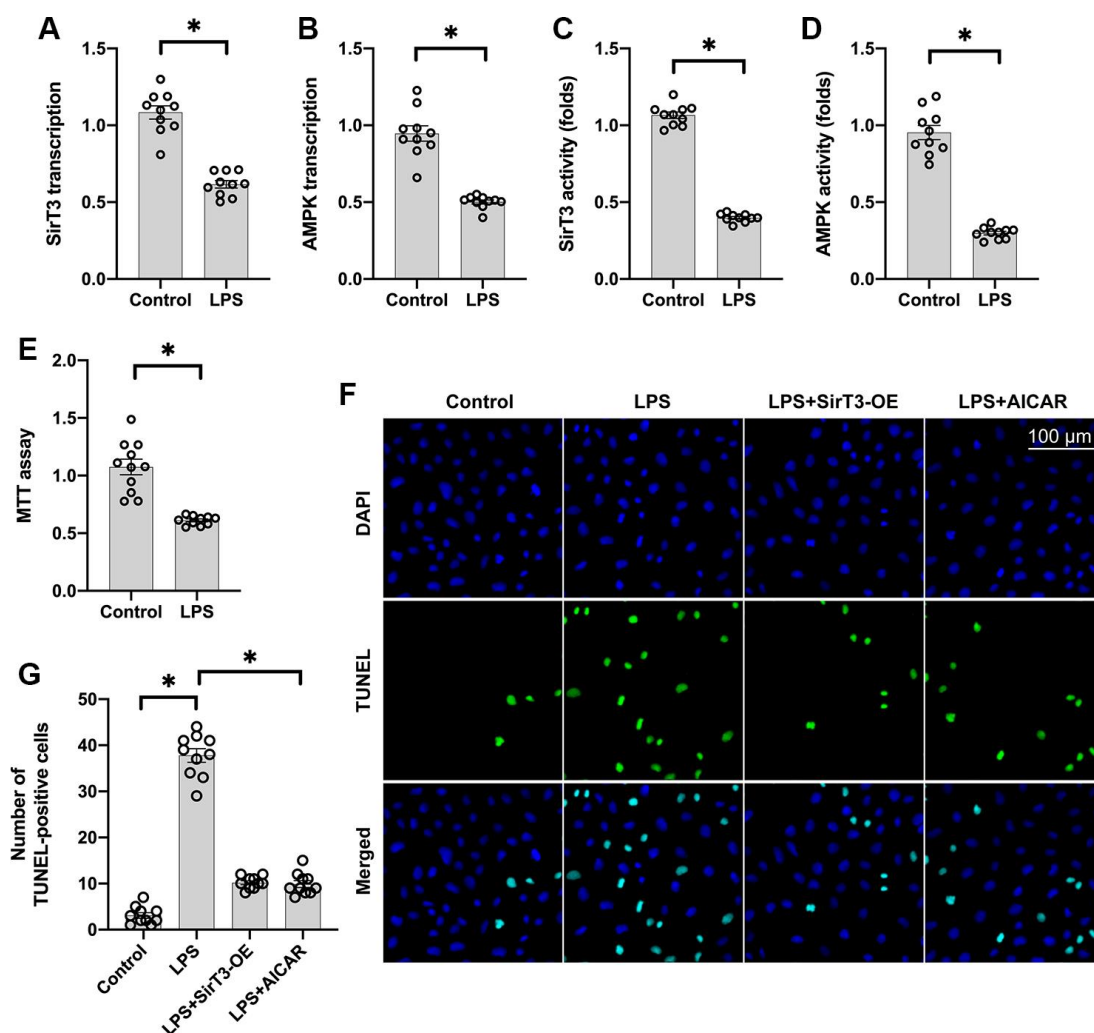 A
SirT3 transcription
1.5
1.0
0.5
0.0
*
Control
LPS
B
AMPK transcription
1.5
1.0
0.5
0.0
*
Control
LPS
C
SirT3 activity (folds)
1.5
1.0
0.5
0.0
*
Control
LPS
D
AMPK activity (folds)
1.5
1.0
0.5
0.0
*
Control
LPS
E
MTT assay
2.0
1.5
1.0
0.5
0.0
*
Control
LPS
F
Control
LPS
LPS+SirT3-OE
LPS+AICAR
100 µm
DAPI
TUNEL
Merged
G
Number of
TUNEL-positive cells
50
40
30
20
10
0
*
*
Control
LPS
LPS+SirT3-OE
LPS+AICAR